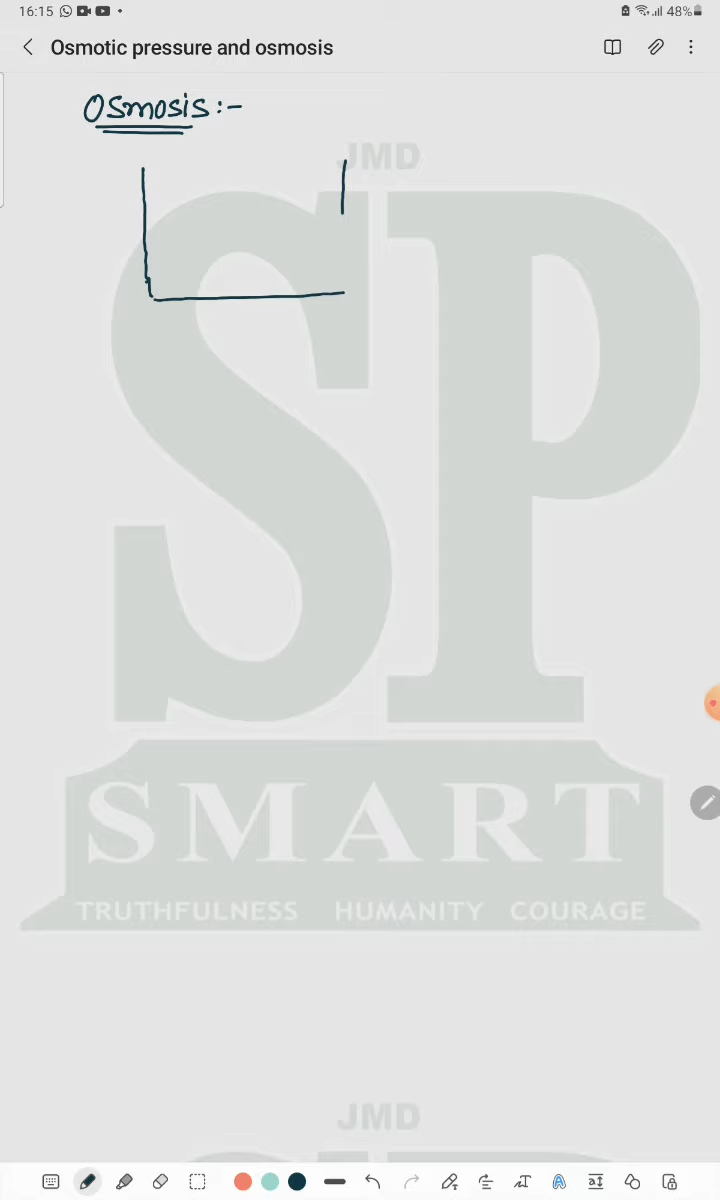 16:15
48%
Osmotic pressure and osmosis
Osmosis:-
JMD
SP
SMART
TRUTHFULNESS HUMANITY COURAGE
JMD